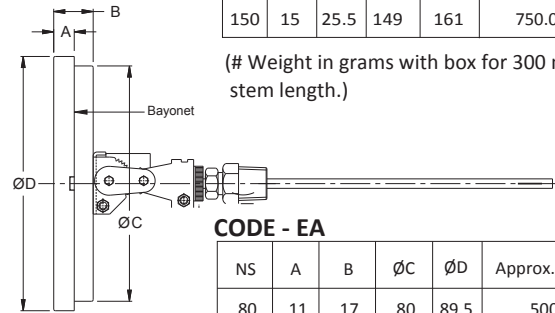 B
A
150 15 25.5 149 161 750.0
(# Weight in grams with box for 300
stem length.)
Bayonet
ØD
ØC
CODE - EA
NS A B ØC ØD Approx.
80 11 17 80 89.5 500